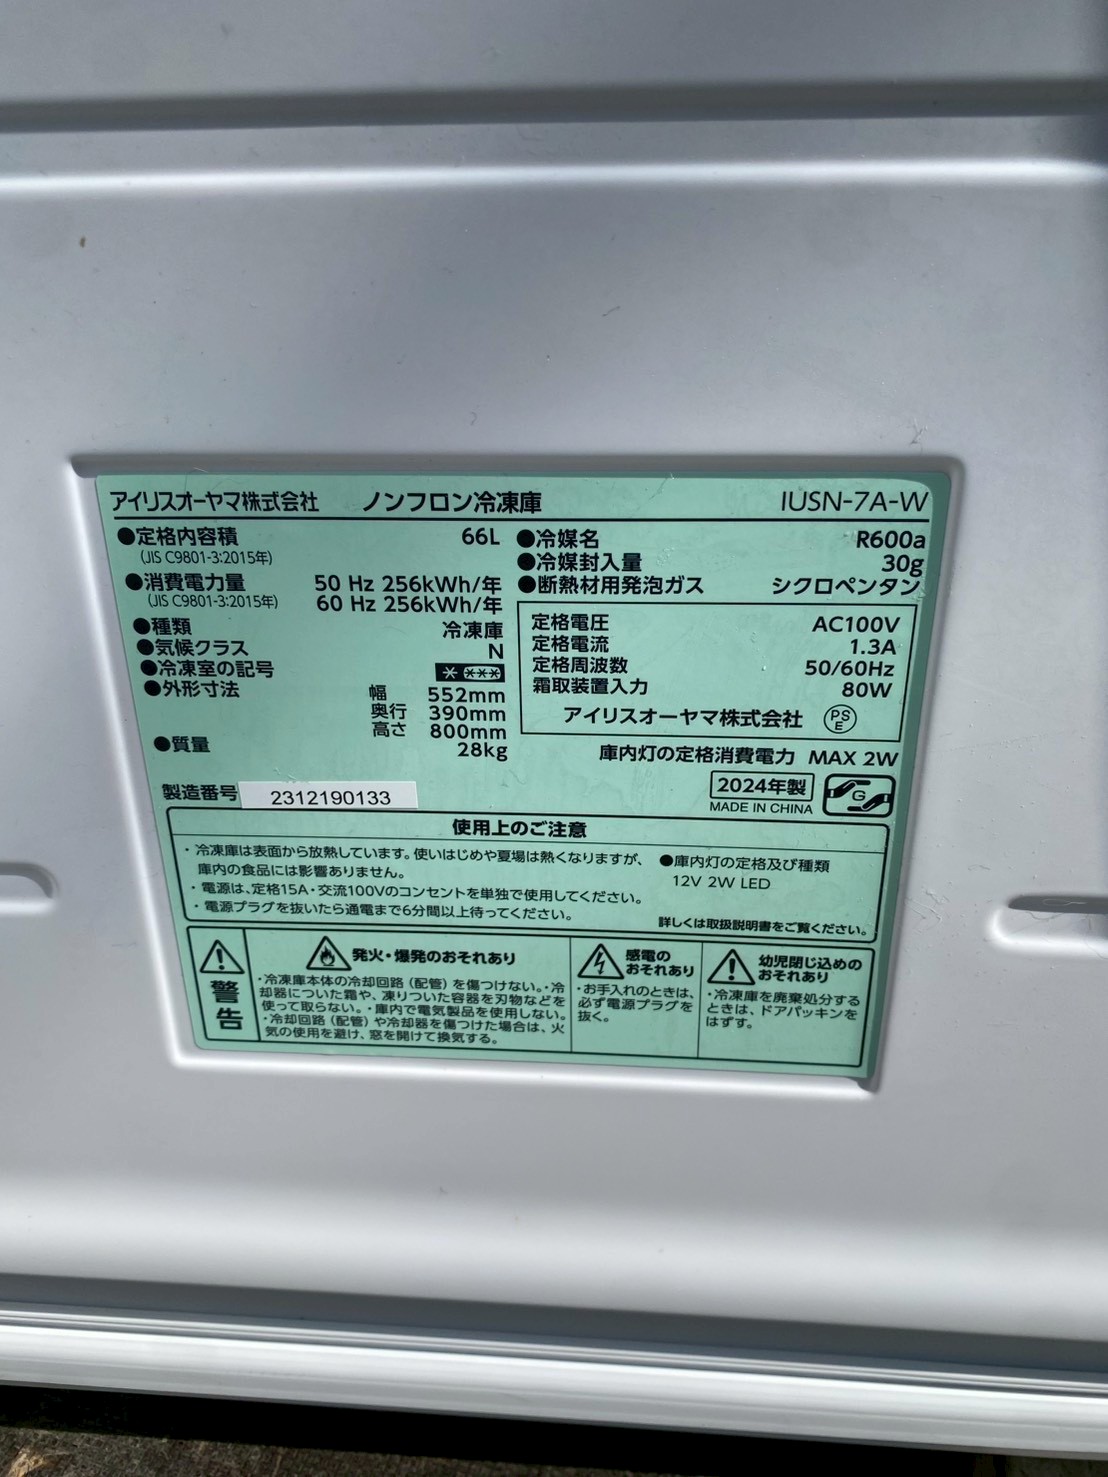 アイリスオーヤマ株式会社 ノンフロン冷凍庫 IUSN-7A-W
●定格内容積 66L
(JIS C9801-3:2015年)
●消費電力量 50 Hz 256kWh/年
(JIS C9801-3:2015年) 60 Hz 256kWh/年
●種類 冷凍庫
●気候クラス N
●冷凍室の記号
●外形寸法 幅 552mm
奥行 390mm
高さ 800mm
●質量 28kg
製造番号 2312190133
●冷媒名 R600a
●冷媒封入量 30g
●断熱材用発泡ガス シクロペンタン
定格電圧 AC100V
定格電流 1.3A
定格周波数 50/60Hz
霜取装置入力 80W
アイリスオーヤマ株式会社 PSE
庫内灯の定格消費電力 MAX 2W
2024年製
MADE IN CHINA
G
使用上のご注意
・冷凍庫は表面から放熱しています。使いはじめや夏場は熱くなりますが、
庫内の食品には影響ありません。
・電源は、定格15A・交流100Vのコンセントを単独で使用してください。
・電源プラグを抜いたら通電まで6分間以上待ってください。
●庫内灯の定格及び種類
12V 2W LED
詳しくは取扱説明書をご覧ください。
警告
発火・爆発のおそれあり
・冷凍庫本体の冷却回路(配管)を傷つけない。・冷
却器についた霜や、凍りついた容器を刃物などを
使って取らない。・庫内で電気製品を使用しない。
・冷却回路(配管)や冷却器を傷つけた場合は、火
気の使用を避け、窓を開けて換気する。
感電の
おそれあり
・お手入れのときは、
必ず電源プラグを
抜く。
幼児閉じ込めの
おそれあり
・冷凍庫を廃棄処分する
ときは、ドアパッキンを
はずす。